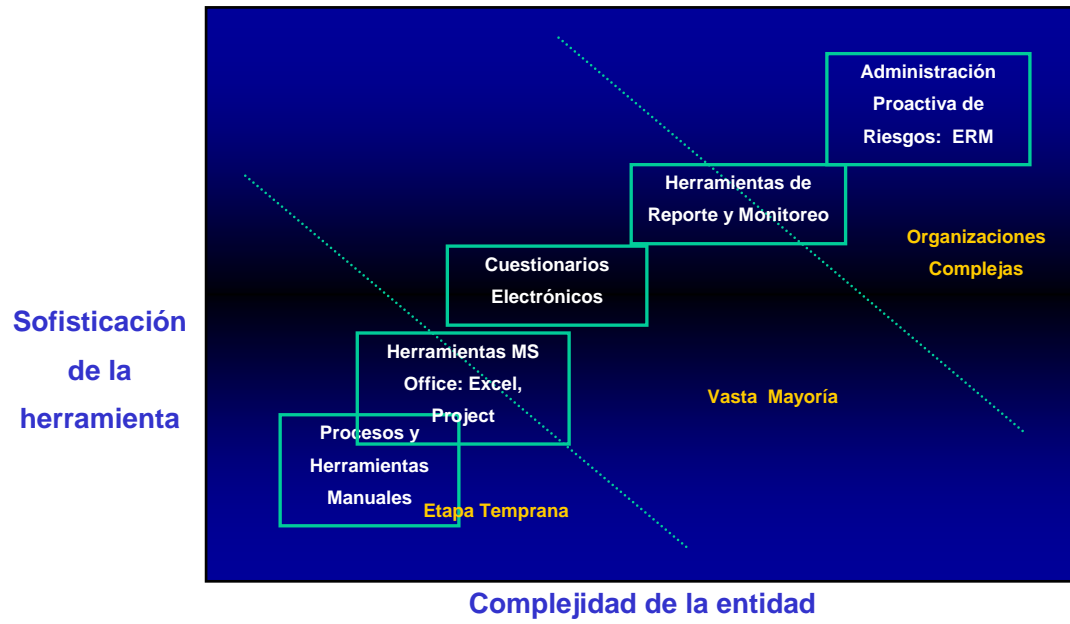 Administración
Proactiva de
Riesgos: ERM
Herramientas de
Reporte y Monitoreo
Organizaciones
Complejas
Cuestionarios
Electrónicos
Sofisticación
de la
herramienta
Herramientas MS
Office: Excel,
Project
Vasta Mayoría
Procesos y
Herramientas
Manuales
Etapa Temprana
Complejidad de la entidad